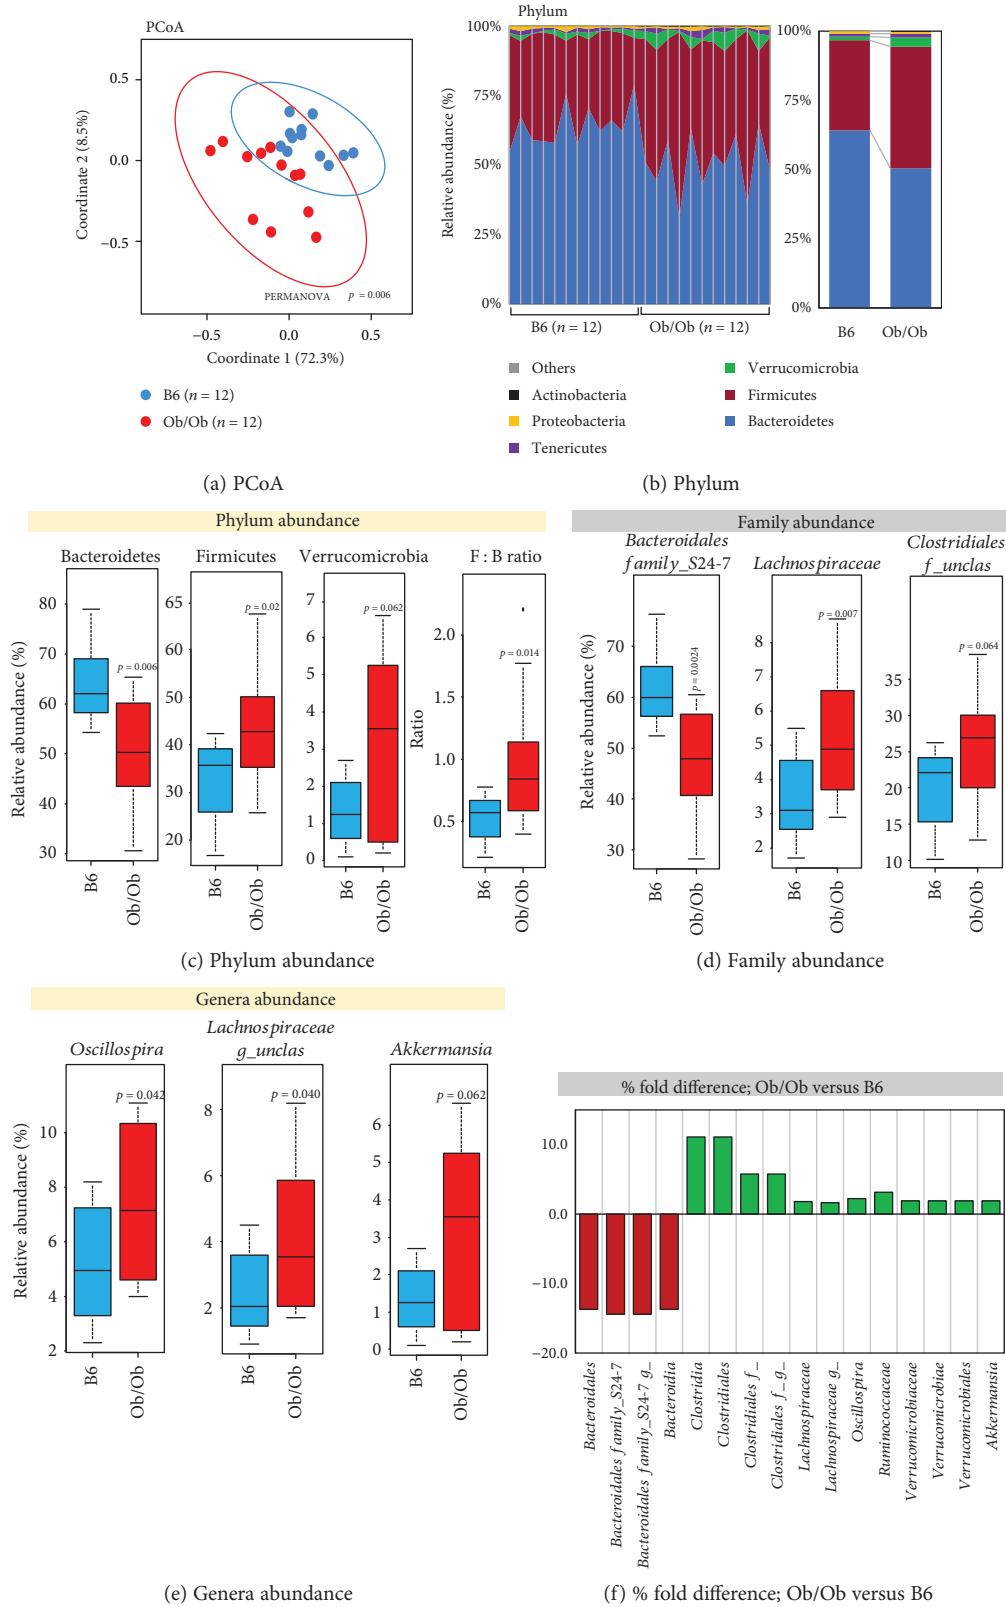 PCoA
Coordinate 2 (8.5%)
0.5
0.0
−0.5
PERMANOVA p = 0.006
−0.5 0.0 0.5
Coordinate 1 (72.3%)
B6 (n = 12)
Ob/Ob (n = 12)
(a) PCoA
Phylum
Relative abundance (%)
100%
75%
50%
25%
0%
B6 (n = 12) Ob/Ob (n = 12)
100%
75%
50%
25%
0%
B6 Ob/Ob
Others
Actinobacteria
Proteobacteria
Tenericutes
Verrucomicrobia
Firmicutes
Bacteroidetes
(b) Phylum
Phylum abundance
Bacteroidetes
Relative abundance (%)
80
70
60
50
40
30
p = 0.006
B6
Ob/Ob
Firmicutes
65
50
40
30
20
p = 0.02
B6
Ob/Ob
Verrucomicrobia
7
6
5
4
3
2
1
0
p = 0.062
B6
Ob/Ob
F : B ratio
Ratio
2.0
1.5
1.0
0.5
p = 0.014
B6
Ob/Ob
(c) Phylum abundance
Family abundance
Bacteroidales
family_S24-7
Relative abundance (%)
70
60
50
40
30
p = 0.0024
B6
Ob/Ob
Lachnospiraceae
8
7
6
5
4
3
2
p = 0.007
B6
Ob/Ob
Clostridiales
f_unclas
35
30
25
20
15
10
p = 0.064
B6
Ob/Ob
(d) Family abundance
Genera abundance
Oscillospira
Relative abundance (%)
10
8
6
4
2
p = 0.042
B6
Ob/Ob
Lachnospiraceae
g_unclas
8
6
4
2
p = 0.040
B6
Ob/Ob
Akkermansia
6
5
4
3
2
1
0
p = 0.062
B6
Ob/Ob
(e) Genera abundance
% fold difference; Ob/Ob versus B6
10.0
0.0
−10.0
−20.0
Bacteroidales
Bacteroidales family_S24-7
Bacteroidales family_S24-7 g_
Bacteroidia
Clostridia
Clostridiales
Clostridiales f_
Clostridiales f_ g_
Lachnospiraceae
Lachnospiraceae g_
Oscillospira
Ruminococcaceae
Verrucomicrobiaceae
Verrucomicrobiae
Verrucomicrobiales
Akkermansia
(f) % fold difference; Ob/Ob versus B6